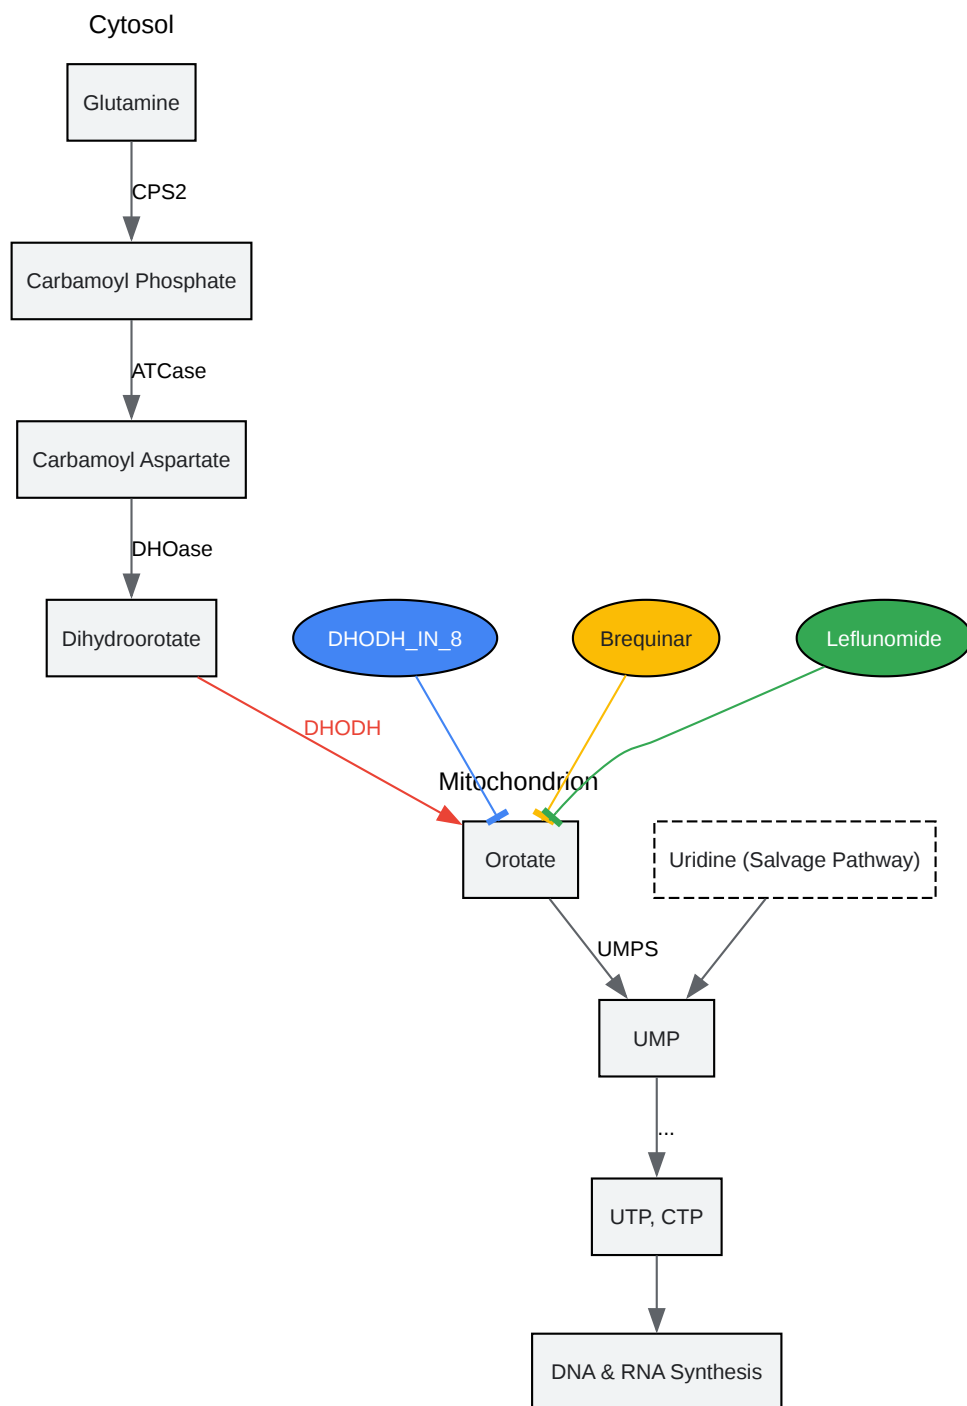 Cytosol
Glutamine
CPS2
Carbamoyl Phosphate
ATCase
Carbamoyl Aspartate
DHOase
Dihydroorotate
DHODH_IN_8
Brequinar
Leflunomide
DHODH
Mitochondrion
Orotate
Uridine (Salvage Pathway)
UMPS
UMP
...
UTP, CTP
DNA & RNA Synthesis